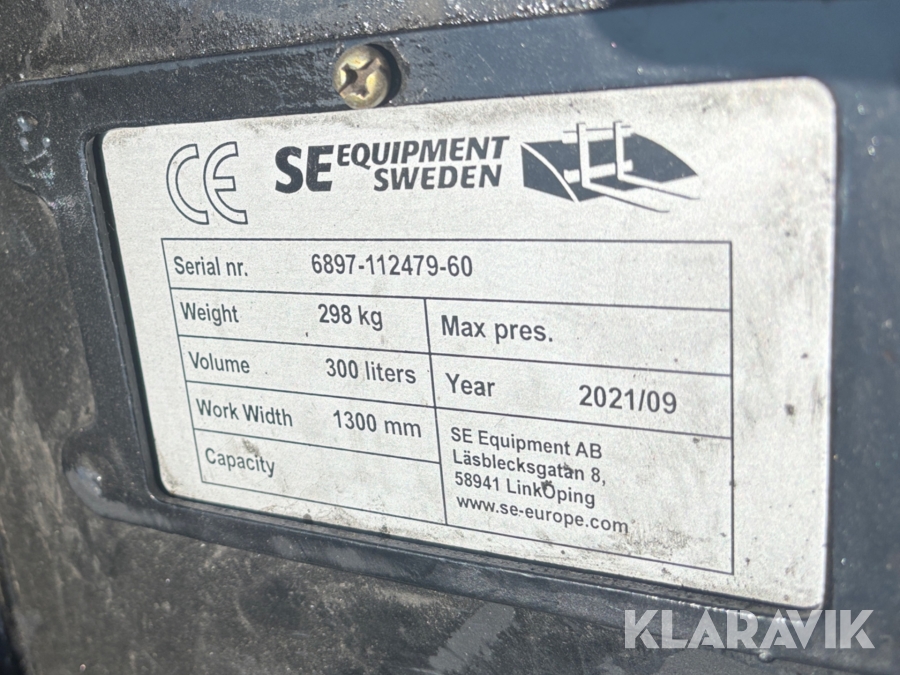 CE SE EQUIPMENT
SWEDEN
Serial nr. 6897-112479-60
Weight 298 kg Max pres.
Volume 300 liters Year 2021/09
Work Width 1300 mm
Capacity
SE Equipment AB
Läsblecksgatan 8,
58941 LinkÖping
www.se-europe.com
KLARAVIK